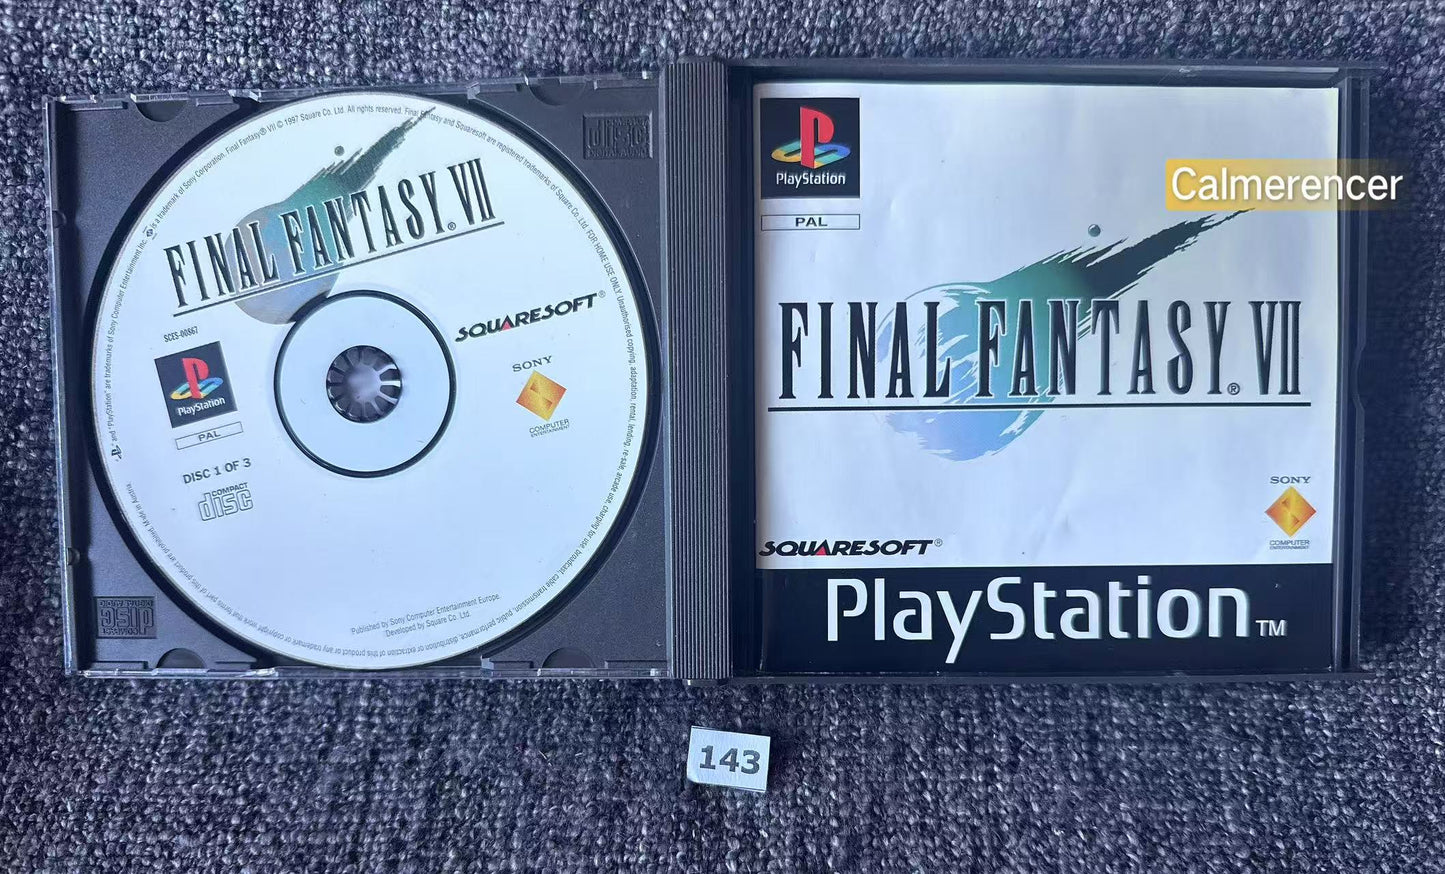 Final Fantasy® VII © 1997 Square Co. Ltd. All rights reserved. Final Fantasy and Squaresoft are registered trademarks of Square Co. Ltd. FOR HOME USE ONLY. Unauthorised copying, adaptation, rental, lending, re-sale, arcade use, charging for use, broadcast, cable transmission, public performance, distribution or extraction of this product or any trademark or copyright work that forms part of this product are prohibited. Made in Austria.
and "PlayStation" are trademarks of Sony Computer Entertainment Inc.
is a trademark of Sony Corporation.
FINAL FANTASY® VII
SCES-00867
SQUARESOFT®
PlayStation
PAL
SONY
COMPUTER
ENTERTAINMENT
DISC 1 OF 3
COMPACT
disc
Published by Sony Computer Entertainment Europe.
Developed by Square Co. Ltd.
disc
DIGITAL AUDIO
disc
PlayStation
PAL
Calmerencer
FINAL FANTASY® VII
SONY
COMPUTER
ENTERTAINMENT
SQUARESOFT®
PlayStation™
143